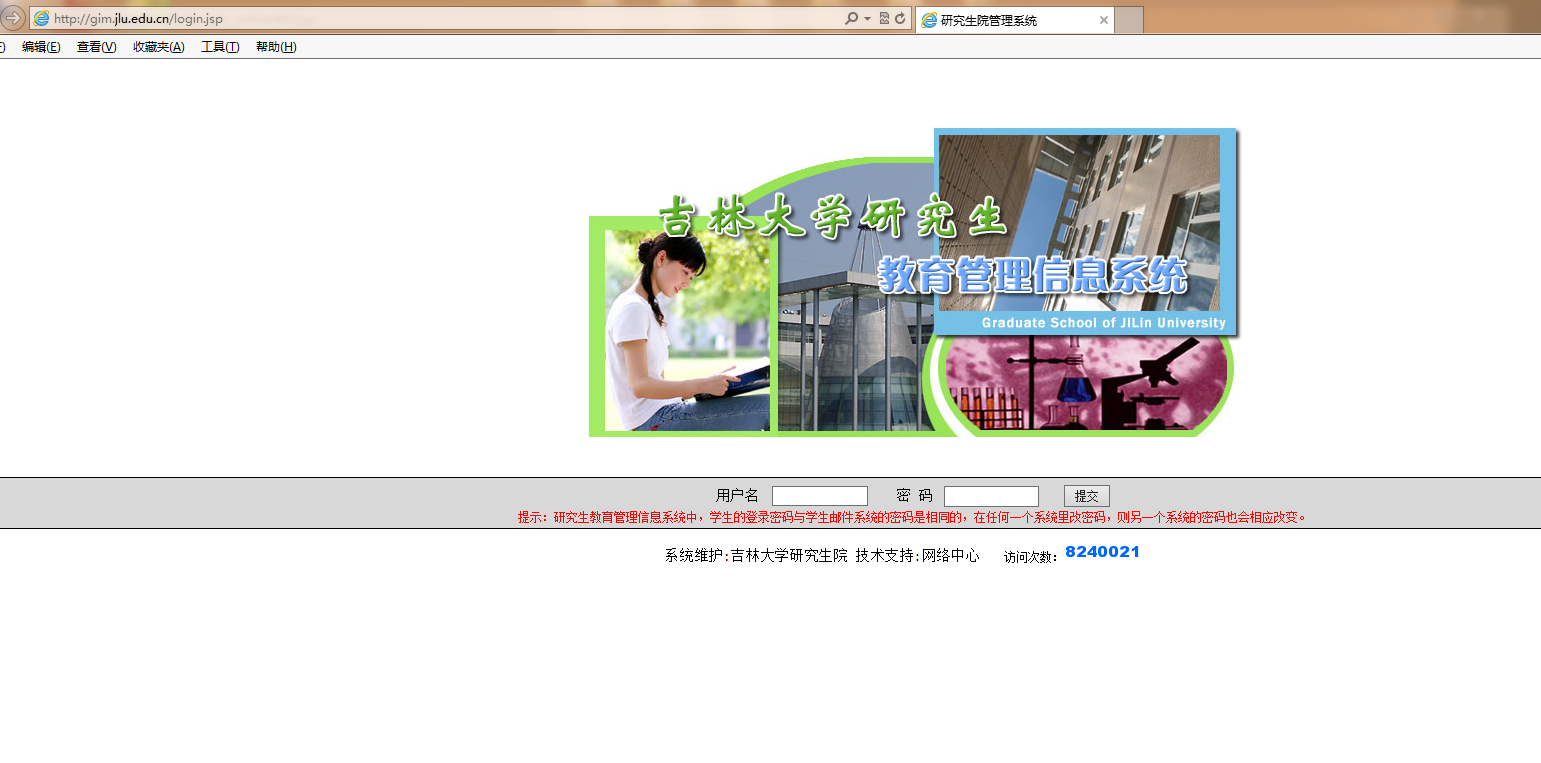 http://gim.jlu.edu.cn/login.jsp
研究生院管理系统
编辑(E) 查看(V) 收藏夹(A) 工具(T) 帮助(H)
吉林大学研究生
教育管理信息系统
Graduate School of JiLin University
用户名 密 码 提交
提示：研究生教育管理信息系统中，学生的登录密码与学生邮件系统的密码是相同的，在任何一个系统里改密码，则另一个系统的密码也会相应改变。
系统维护:吉林大学研究生院 技术支持:网络中心 访问次数：8240021